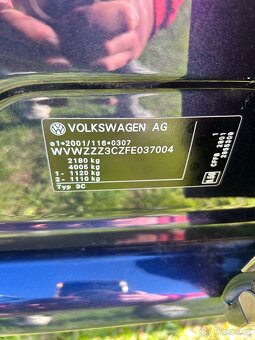 VOLKSWAGEN AG
e1*2001/116*0307
WVWZZZ3CZFE037004
2180 kg
4005 kg
1 - 1120 kg
2 - 1110 kg
Typ 3C